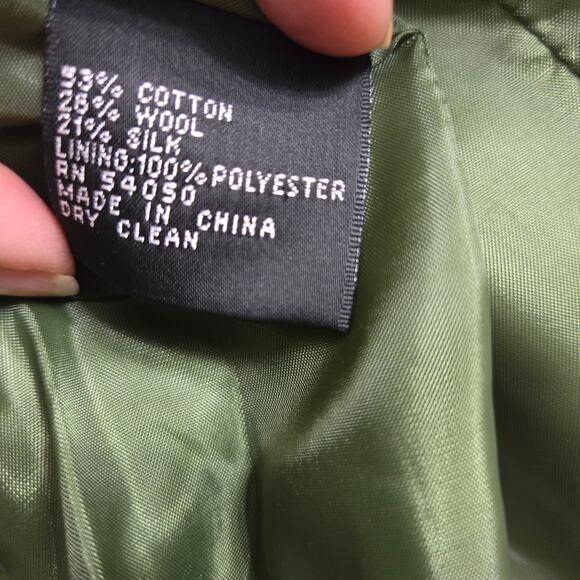 53% COTTON
26% WOOL
21% SILK
LINING:100% POLYESTER
RN 54050
MADE IN CHINA
DRY CLEAN